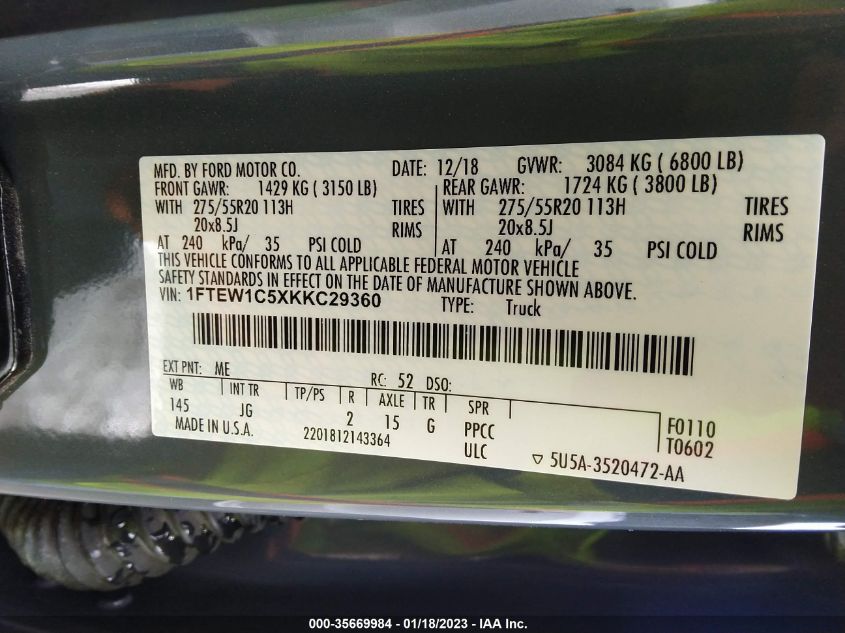 MFD. BY FORD MOTOR CO. DATE: 12/18 GVWR: 3084 KG ( 6800 LB)
FRONT GAWR: 1429 KG ( 3150 LB) REAR GAWR: 1724 KG ( 3800 LB)
WITH 275/55R20 113H TIRES WITH 275/55R20 113H TIRES
20x8.5J RIMS 20x8.5J RIMS
AT 240 kPa/ 35 PSI COLD AT 240 kPa/ 35 PSI COLD
THIS VEHICLE CONFORMS TO ALL APPLICABLE FEDERAL MOTOR VEHICLE
SAFETY STANDARDS IN EFFECT ON THE DATE OF MANUFACTURE SHOWN ABOVE.
VIN: 1FTEW1C5XKKC29360 TYPE: Truck
EXT PNT: ME RC: 52 DSO:
WB INT TR TP/PS R AXLE TR SPR
145 JG 2 15 G PPCC F0110
MADE IN U.S.A. 2201812143364 ULC T0602
▽ 5U5A-3520472-AA
000-35669984 - 01/18/2023 - IAA Inc.